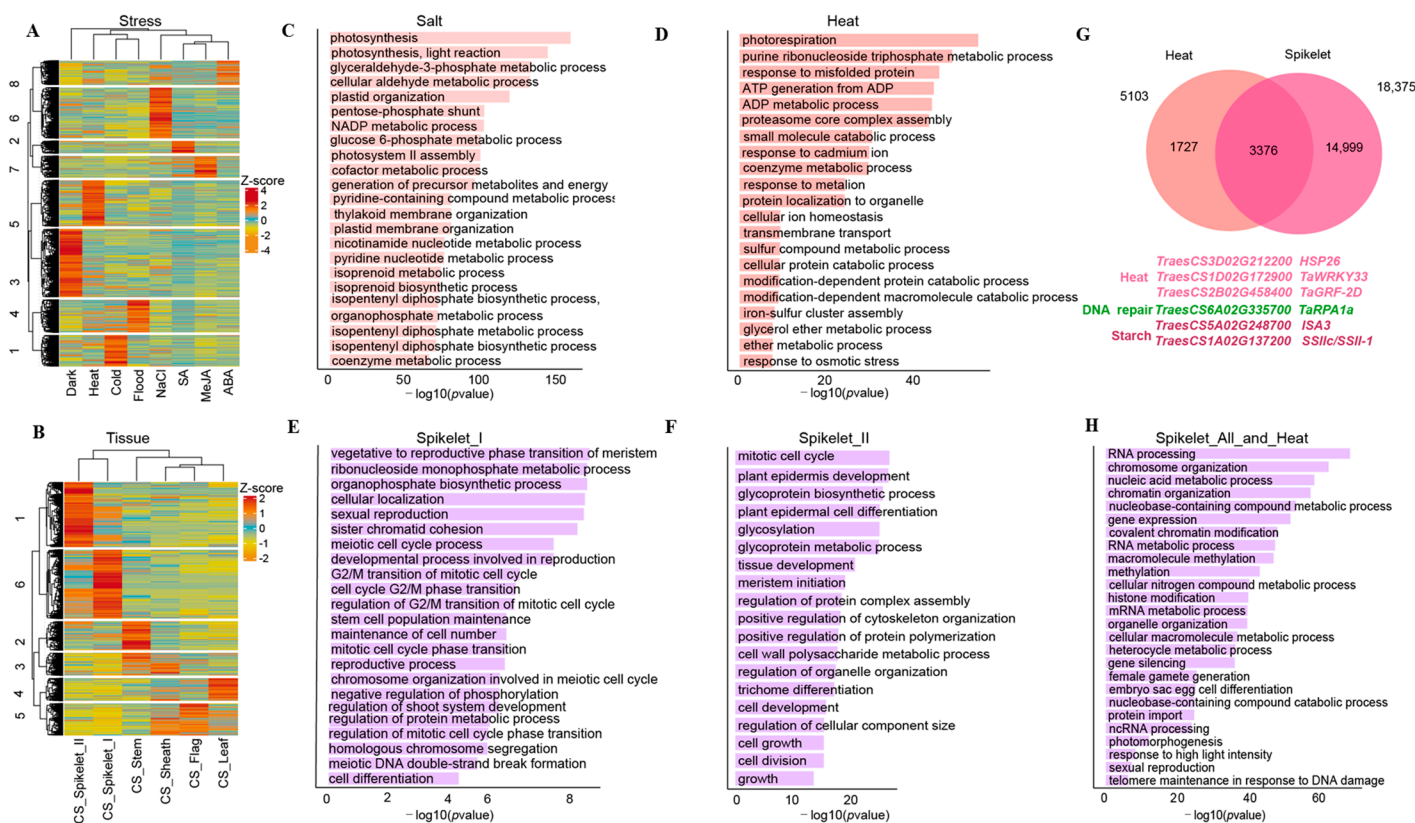 A
Stress
8
6
2
7
5
3
4
1
Z-score
4
2
0
-2
-4
Dark
Heat
Cold
Flood
NaCl
SA
MeJA
ABA
B
Tissue
1
6
2
3
4
5
Z-score
2
1
0
-1
-2
CS_Spikelet_II
CS_Spikelet_I
CS_Stem
CS_Sheath
CS_Flag
CS_Leaf
C
Salt
photosynthesis
photosynthesis, light reaction
glyceraldehyde-3-phosphate metabolic process
cellular aldehyde metabolic process
plastid organization
pentose-phosphate shunt
NADP metabolic process
glucose 6-phosphate metabolic process
photosystem II assembly
cofactor metabolic process
generation of precursor metabolites and energy
pyridine-containing compound metabolic process
thylakoid membrane organization
plastid membrane organization
nicotinamide nucleotide metabolic process
pyridine nucleotide metabolic process
isoprenoid metabolic process
isoprenoid biosynthetic process
isopentenyl diphosphate biosynthetic process,
organophosphate metabolic process
isopentenyl diphosphate metabolic process
isopentenyl diphosphate biosynthetic process
coenzyme metabolic process
0 50 100 150
−log10(pvalue)
D
Heat
photorespiration
purine ribonucleoside triphosphate metabolic process
response to misfolded protein
ATP generation from ADP
ADP metabolic process
proteasome core complex assembly
small molecule catabolic process
response to cadmium ion
coenzyme metabolic process
response to metalion
protein localization to organelle
cellular ion homeostasis
transmembrane transport
sulfur compound metabolic process
cellular protein catabolic process
modification-dependent protein catabolic process
modification-dependent macromolecule catabolic process
iron-sulfur cluster assembly
glycerol ether metabolic process
ether metabolic process
response to osmotic stress
0 20 40
−log10(pvalue)
E
Spikelet_I
vegetative to reproductive phase transition of meristem
ribonucleoside monophosphate metabolic process
organophosphate biosynthetic process
cellular localization
sexual reproduction
sister chromatid cohesion
meiotic cell cycle process
developmental process involved in reproduction
G2/M transition of mitotic cell cycle
cell cycle G2/M phase transition
regulation of G2/M transition of mitotic cell cycle
stem cell population maintenance
maintenance of cell number
mitotic cell cycle phase transition
reproductive process
chromosome organization involved in meiotic cell cycle
negative regulation of phosphorylation
regulation of shoot system development
regulation of protein metabolic process
regulation of mitotic cell cycle phase transition
homologous chromosome segregation
meiotic DNA double-strand break formation
cell differentiation
0 2 4 6 8
−log10(pvalue)
F
Spikelet_II
mitotic cell cycle
plant epidermis development
glycoprotein biosynthetic process
plant epidermal cell differentiation
glycosylation
glycoprotein metabolic process
tissue development
meristem initiation
regulation of protein complex assembly
positive regulation of cytoskeleton organization
positive regulation of protein polymerization
cell wall polysaccharide metabolic process
regulation of organelle organization
trichome differentiation
cell development
regulation of cellular component size
cell growth
cell division
growth
0 10 20
−log10(pvalue)
G
Heat Spikelet
5103 18,375
1727 3376 14,999
TraesCS3D02G212200 HSP26
Heat TraesCS1D02G172900 TaWRKY33
TraesCS2B02G458400 TaGRF-2D
DNA repair TraesCS6A02G335700 TaRPA1a
TraesCS5A02G248700 ISA3
Starch TraesCS1A02G137200 SSIIc/SSII-1
H
Spikelet_All_and_Heat
RNA processing
chromosome organization
nucleic acid metabolic process
chromatin organization
nucleobase-containing compound metabolic process
gene expression
covalent chromatin modification
RNA metabolic process
macromolecule methylation
methylation
cellular nitrogen compound metabolic process
histone modification
mRNA metabolic process
organelle organization
cellular macromolecule metabolic process
heterocycle metabolic process
gene silencing
female gamete generation
embryo sac egg cell differentiation
nucleobase-containing compound catabolic process
protein import
ncRNA processing
photomorphogenesis
response to high light intensity
sexual reproduction
telomere maintenance in response to DNA damage
0 20 40 60
−log10(pvalue)